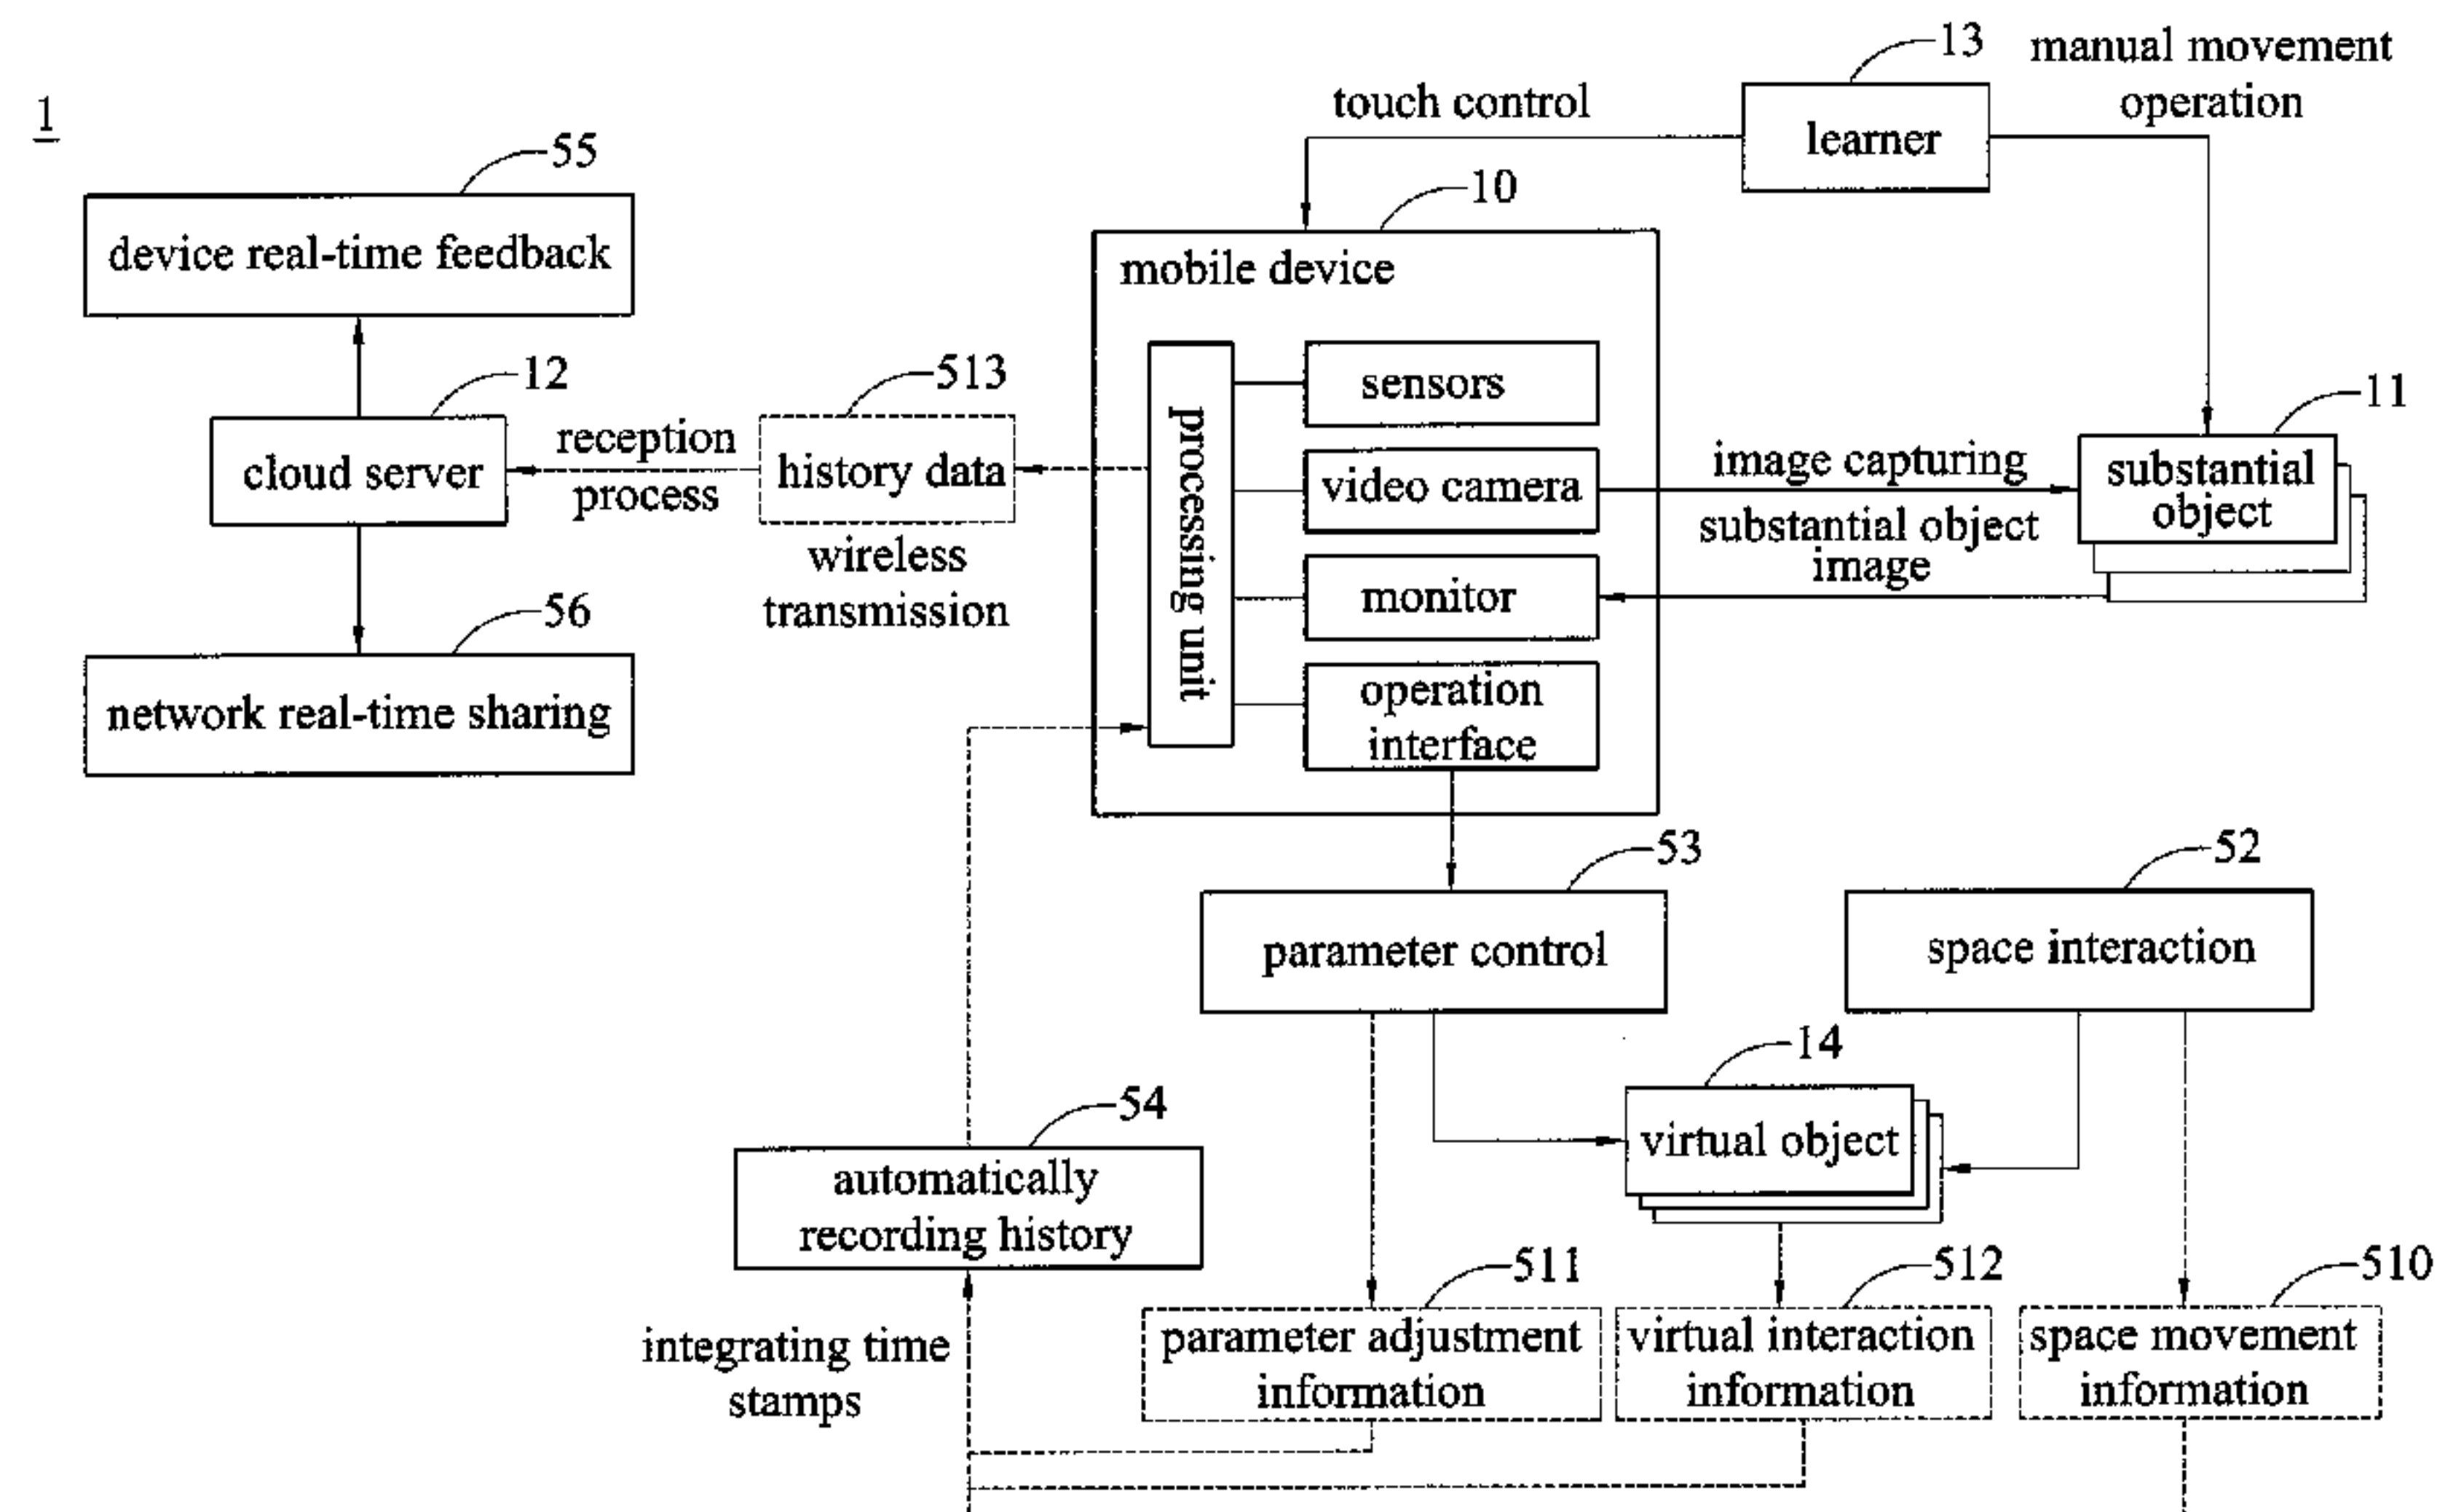 1
55
device real-time feedback
12
cloud server
reception
process
513
history data
wireless
transmission
56
network real-time sharing
touch control
13
learner
manual movement
operation
10
mobile device
processing unit
sensors
video camera
monitor
operation
interface
image capturing
substantial object
image
11
substantial
object
53
parameter control
52
space interaction
14
virtual object
54
automatically
recording history
integrating time
stamps
511
parameter adjustment
information
512
virtual interaction
information
510
space movement
information